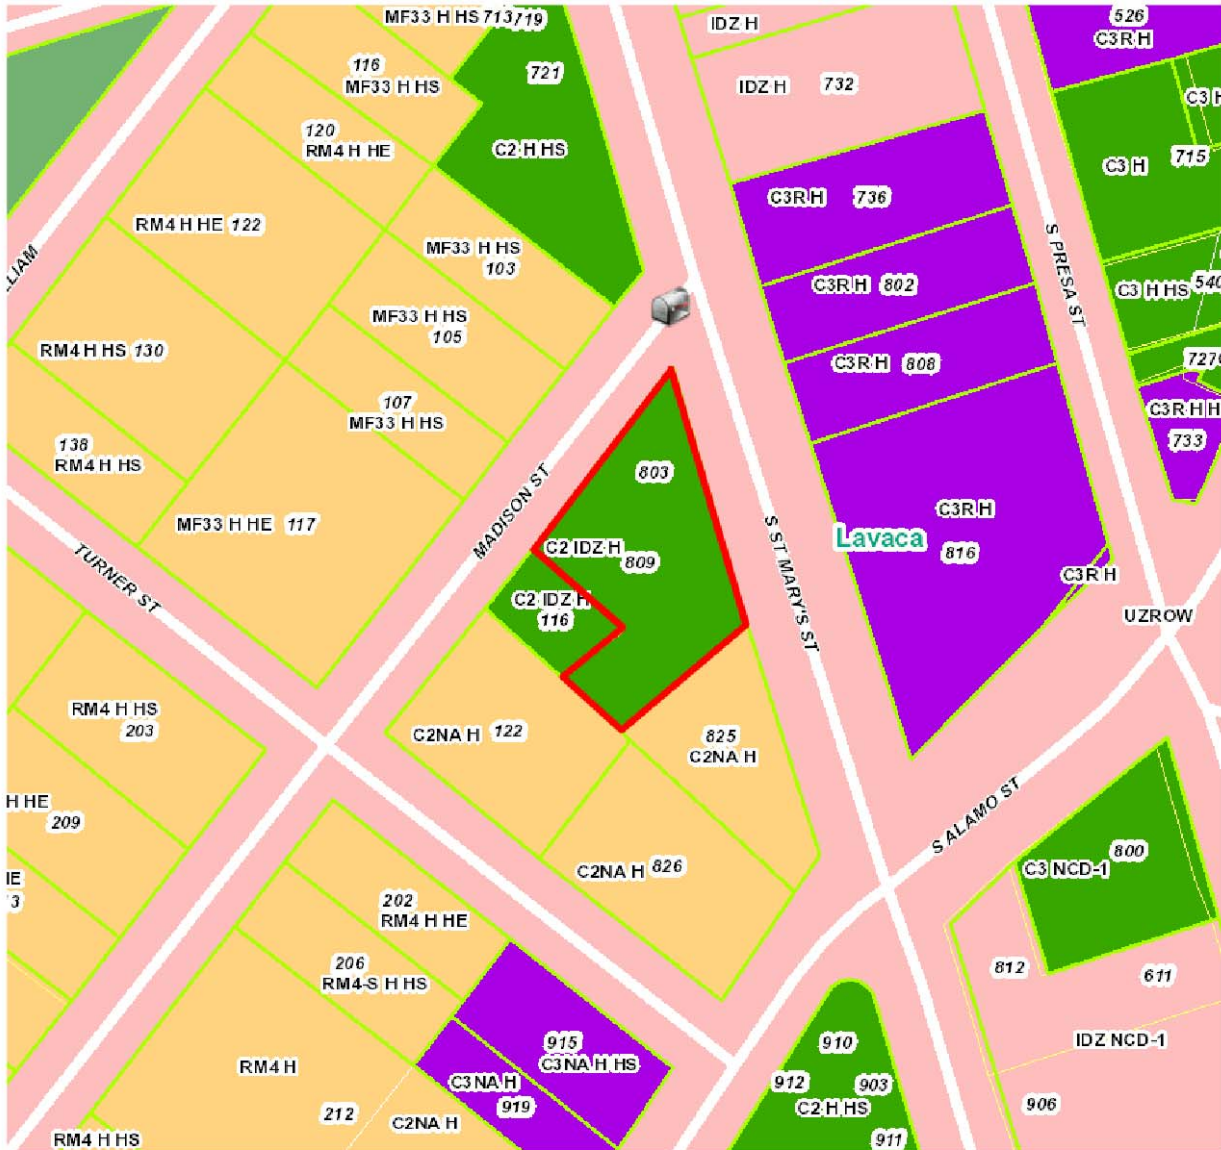 MF33 H HS 713 719
IDZ H
526
C3R H
116
MF33 H HS
721
IDZ H 732
C3 H
120
RM4 H HE
C2 H HS
C3 H 715
C3R H 736
RM4 H HE 122
MF33 H HS
103
S PRESA ST
C3R H 802
C3 H HS 540
MF33 H HS
105
RM4 H HS 130
C3R H 808
7270
107
MF33 H HS
C3R H H
733
138
RM4 H HS
803
MADISON ST
C3R H
MF33 H HE 117
S ST MARY'S ST
Lavaca
816
C2 IDZ H
809
TURNER ST
C3R H
C2 IDZ H
116
UZROW
RM4 H HS
203
C2NA H 122
825
C2NA H
H HE
209
S ALAMO ST
800
C3 NCD-1
C2NA H 826
202
RM4 H HE
206
RM4-S H HS
812
611
915
C3NA H HS
910
IDZ NCD-1
RM4 H
C3NA H
919
912
903
C2 H HS
212
C2NA H
906
RM4 H HS
911